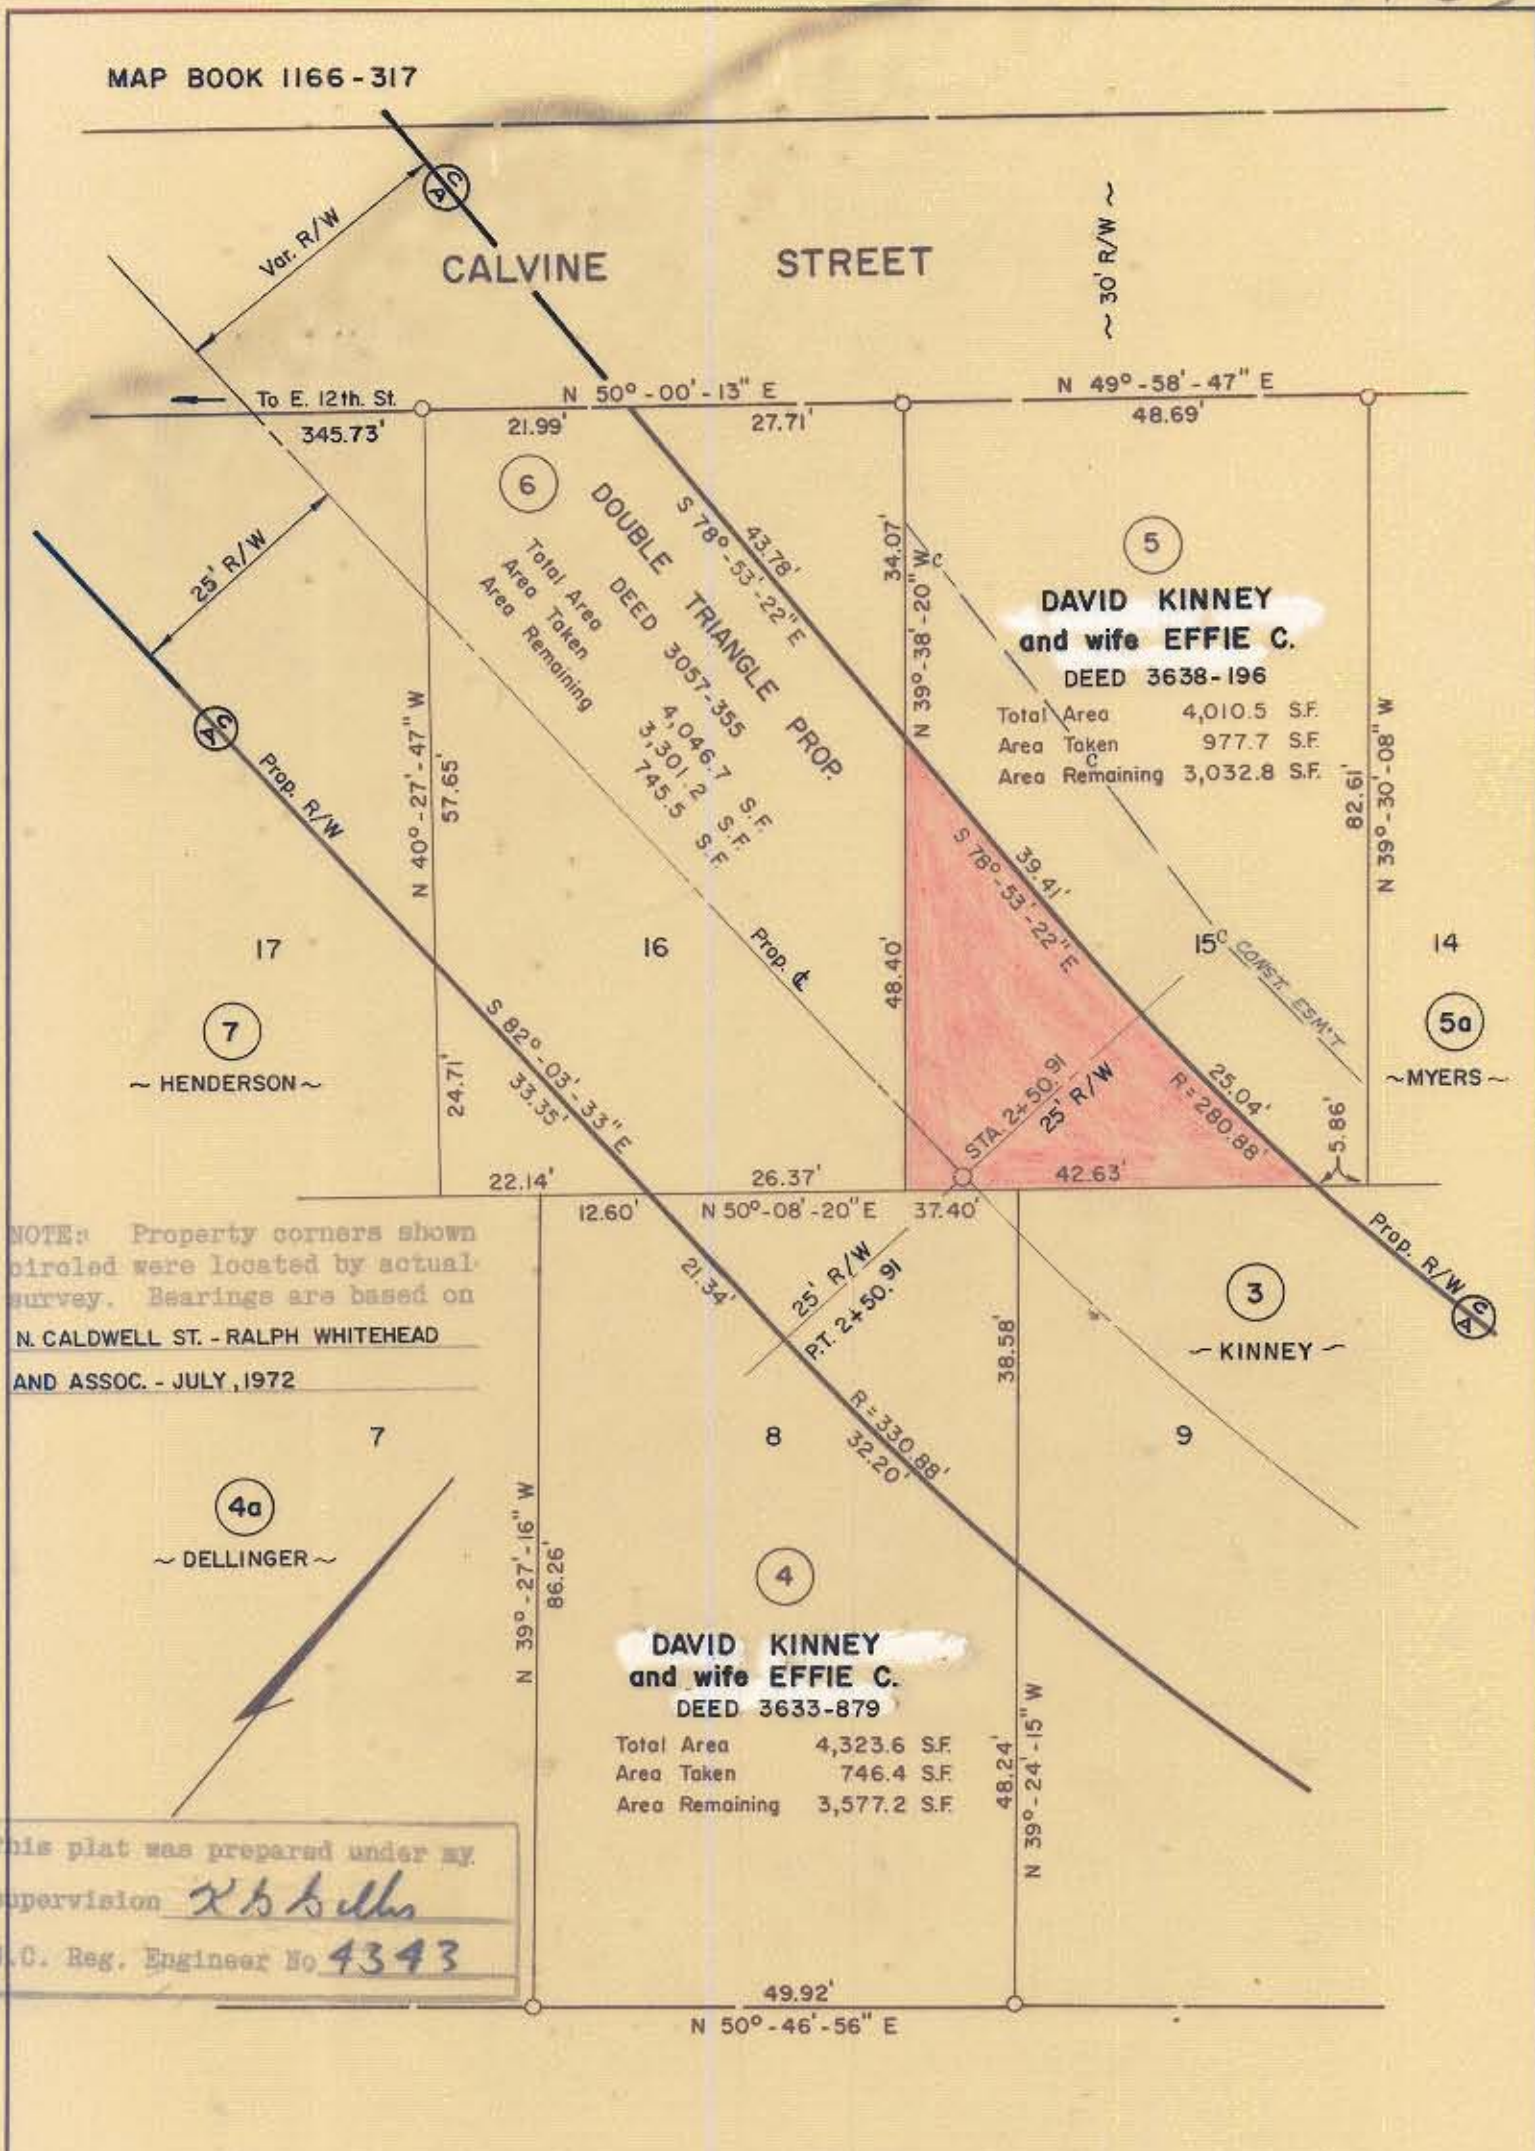 MAP BOOK 1166-317
C
A
Var. R/W
CALVINE STREET
~ 30' R/W ~
To E. 12th. St.
345.73'
N 50°-00'-13" E
21.99'
27.71'
N 49°-58'-47" E
48.69'
25' R/W
6
DOUBLE TRIANGLE PROP.
DEED 3057-355
Total Area 4,046.7 S.F.
Area Taken 3,301.2 S.F.
Area Remaining 745.5 S.F.
43.78'
S 78°-53'-22" E
34.07'
N 39°-38'-20" W
C
5
DAVID KINNEY
and wife EFFIE C.
DEED 3638-196
Total Area 4,010.5 S.F.
Area Taken 977.7 S.F.
C
Area Remaining 3,032.8 S.F.
82.61'
N 39°-30'-08" W
N 40°-27'-47" W
57.65'
C
A
Prop. R/W
39.41'
S 78°-53'-22" E
17
16
Prop. ℄
48.40'
15
C CONST. ESM'T
14
7
~ HENDERSON ~
5a
~MYERS~
S 82°-03'-33" E
33.35'
24.71'
STA. 2+50.91
25' R/W
25.04'
R=280.88'
5.86'
22.14'
26.37'
42.63'
12.60'
N 50°-08'-20" E
37.40'
NOTE: Property corners shown
circled were located by actual
survey. Bearings are based on
N. CALDWELL ST. - RALPH WHITEHEAD
AND ASSOC. - JULY, 1972
21.34'
25' R/W
P.T. 2+50.91
38.58'
3
~ KINNEY ~
Prop. R/W
C
A
7
8
9
R=330.88'
32.20'
4a
~ DELLINGER ~
N 39°-27'-16" W
86.26'
4
DAVID KINNEY
and wife EFFIE C.
DEED 3633-879
Total Area 4,323.6 S.F.
Area Taken 746.4 S.F.
Area Remaining 3,577.2 S.F.
48.24'
N 39°-24'-15" W
his plat was prepared under my
upervision
.C. Reg. Engineer No 4343
49.92'
N 50°-46'-56" E